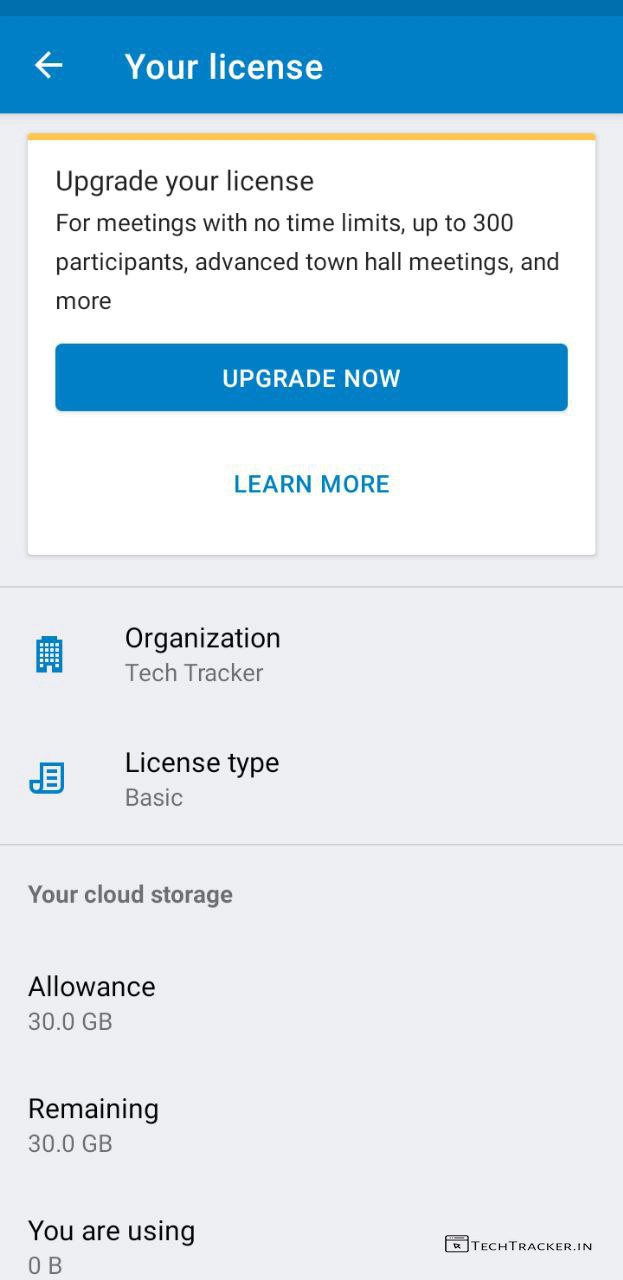 Your license
Upgrade your license
For meetings with no time limits, up to 300
participants, advanced town hall meetings, and
more
UPGRADE NOW
LEARN MORE
Organization
Tech Tracker
License type
Basic
Your cloud storage
Allowance
30.0 GB
Remaining
30.0 GB
You are using
0 B
TECHTRACKER.IN